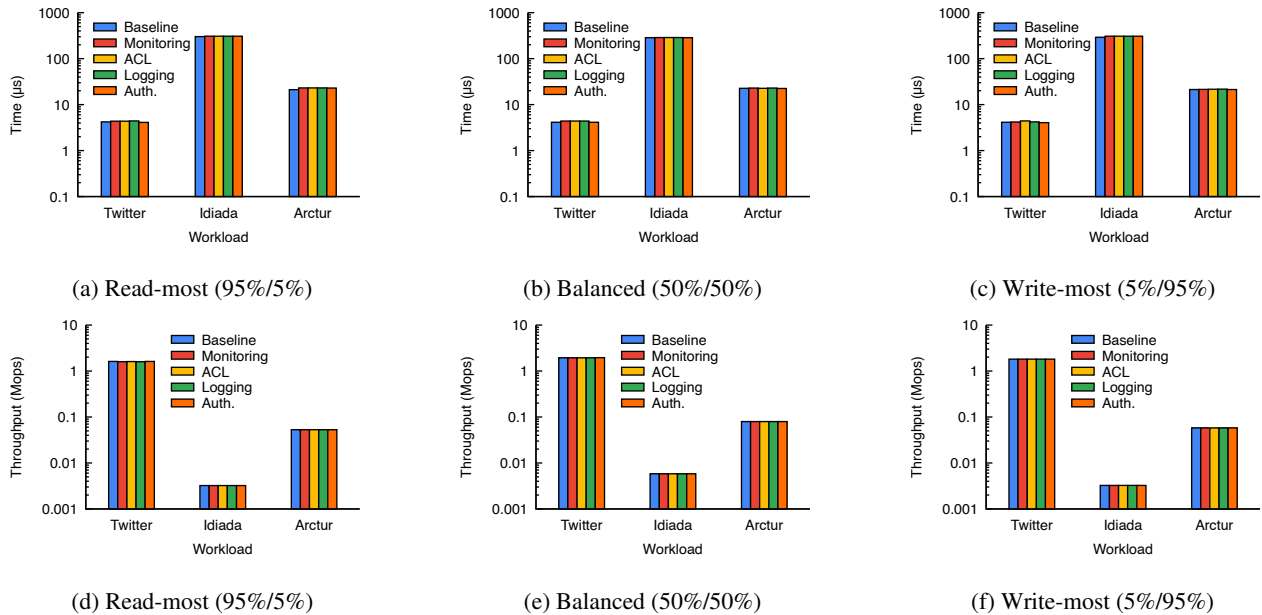 1000
100
10
1
0.1
Time (µs)
Baseline
Monitoring
ACL
Logging
Auth.
Twitter Idiada Arctur
Workload
(a) Read-most (95%/5%)
1000
100
10
1
0.1
Time (µs)
Baseline
Monitoring
ACL
Logging
Auth.
Twitter Idiada Arctur
Workload
(b) Balanced (50%/50%)
1000
100
10
1
0.1
Time (µs)
Baseline
Monitoring
ACL
Logging
Auth.
Twitter Idiada Arctur
Workload
(c) Write-most (5%/95%)
10
1
0.1
0.01
0.001
Throughput (Mops)
Baseline
Monitoring
ACL
Logging
Auth.
Twitter Idiada Arctur
Workload
(d) Read-most (95%/5%)
10
1
0.1
0.01
0.001
Throughput (Mops)
Baseline
Monitoring
ACL
Logging
Auth.
Twitter Idiada Arctur
Workload
(e) Balanced (50%/50%)
10
1
0.1
0.01
0.001
Throughput (Mops)
Baseline
Monitoring
ACL
Logging
Auth.
Twitter Idiada Arctur
Workload
(f) Write-most (5%/95%)